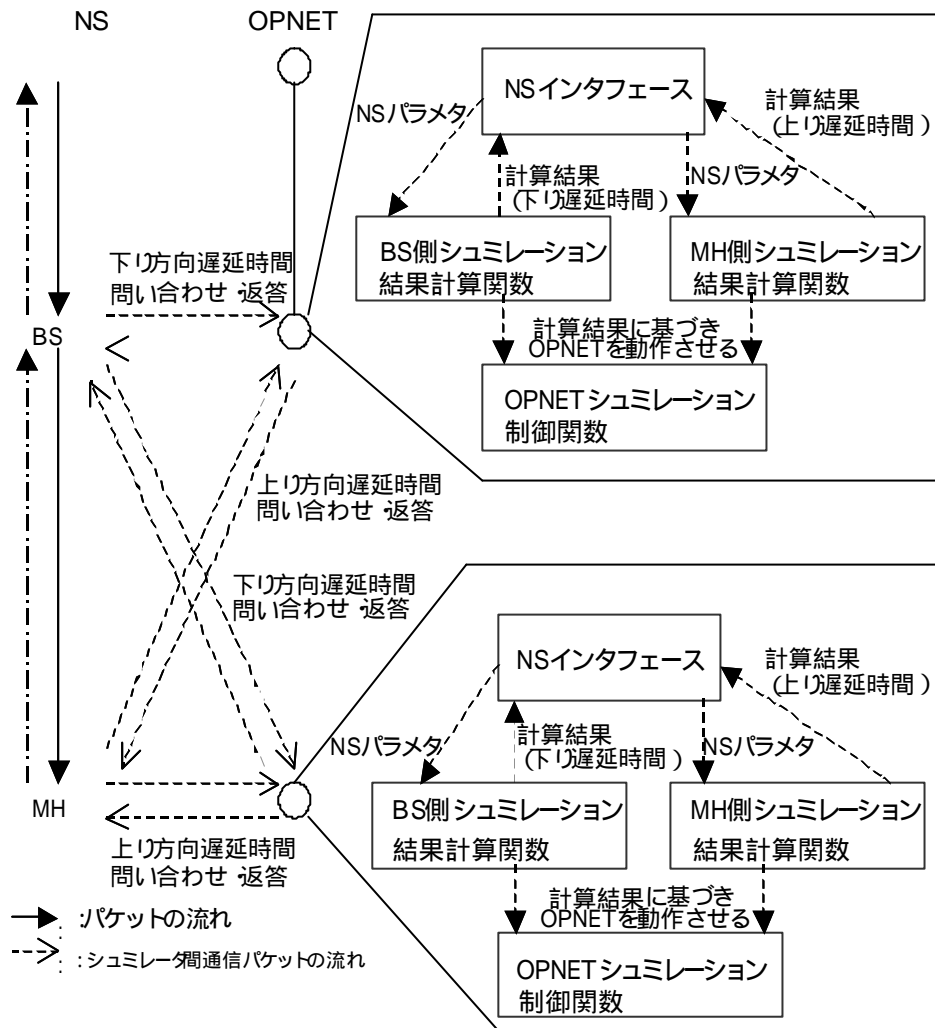 NS
OPNET
NSインタフェース
NSパラメタ
計算結果
(上り遅延時間)
計算結果
(下り遅延時間)
NSパラメタ
BS側シュミレーション
結果計算関数
MH側シュミレーション
結果計算関数
計算結果に基づき
OPNETを動作させる
OPNETシュミレーション
制御関数
下り方向遅延時間
問い合わせ・返答
BS
上り方向遅延時間
問い合わせ・返答
下り方向遅延時間
問い合わせ・返答
NSインタフェース
計算結果
(上り遅延時間)
NSパラメタ
計算結果
(下り遅延時間)
NSパラメタ
BS側シュミレーション
結果計算関数
MH側シュミレーション
結果計算関数
計算結果に基づき
OPNETを動作させる
OPNETシュミレーション
制御関数
MH
上り方向遅延時間
問い合わせ・返答
:パケットの流れ
:シュミレータ間通信パケットの流れ